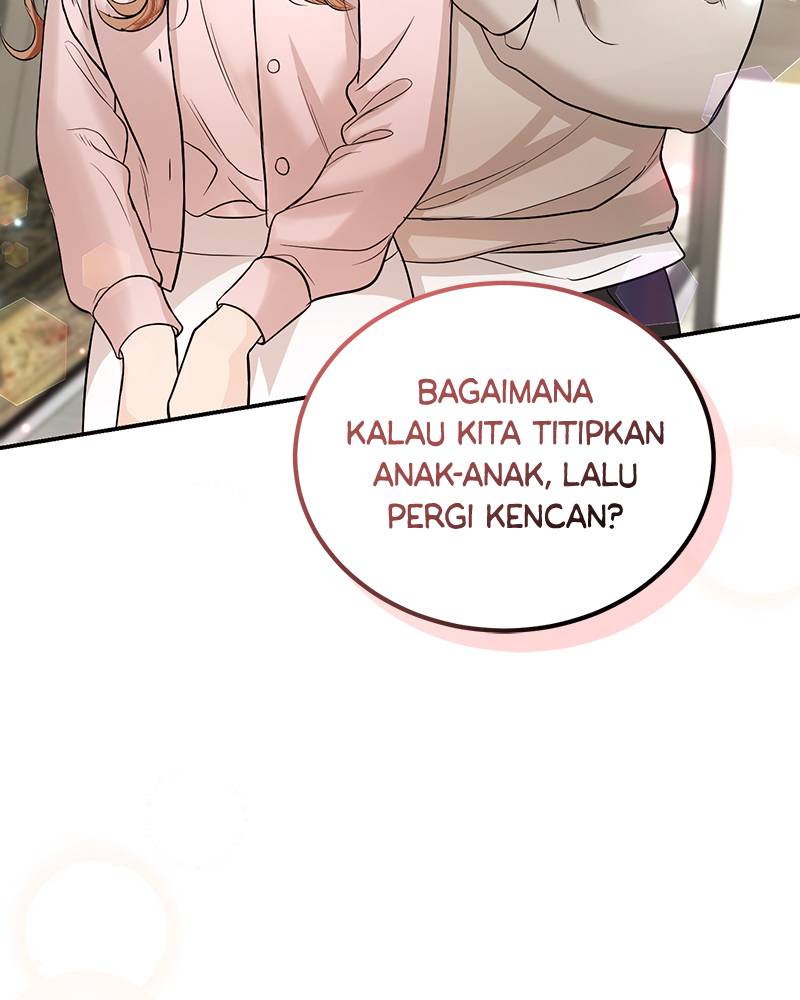 BAGAIMANA
KALAU KITA TITIPKAN
ANAK-ANAK, LALU
PERGI KENCAN?